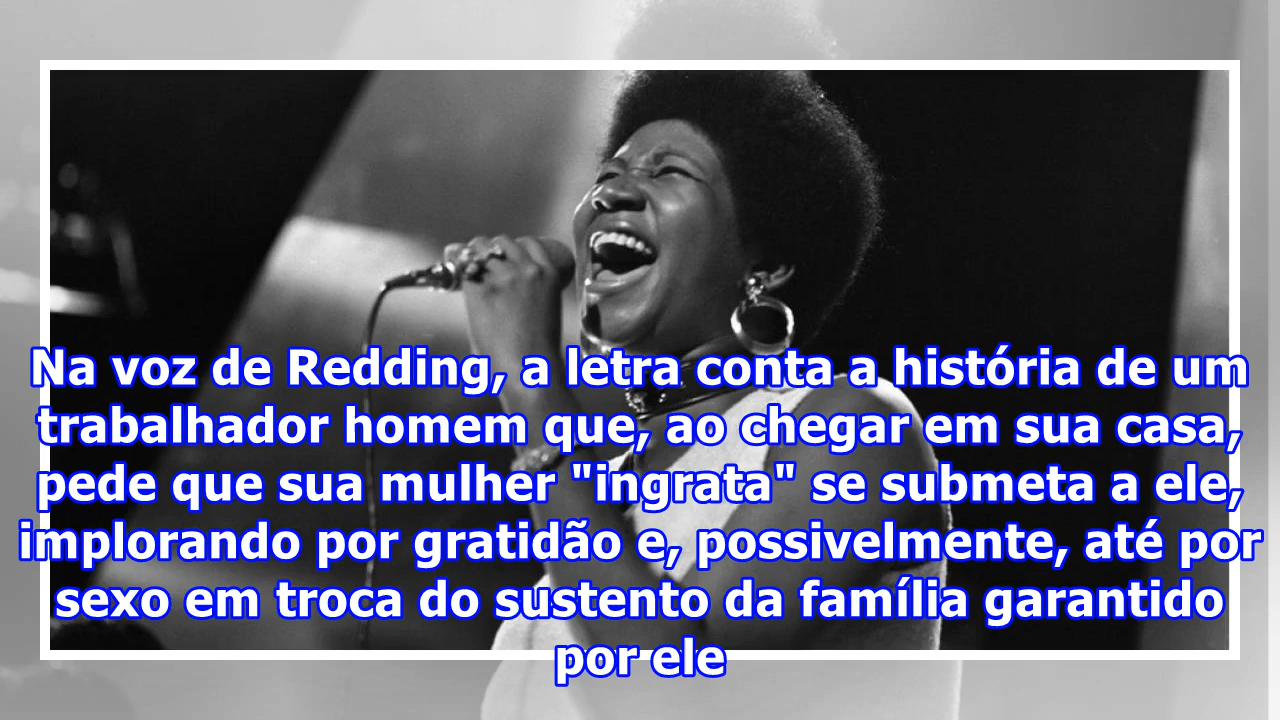 Na voz de Redding, a letra conta a história de um
trabalhador homem que, ao chegar em sua casa,
pede que sua mulher "ingrata" se submeta a ele,
implorando por gratidão e, possivelmente, até por
sexo em troca do sustento da família garantido
por ele